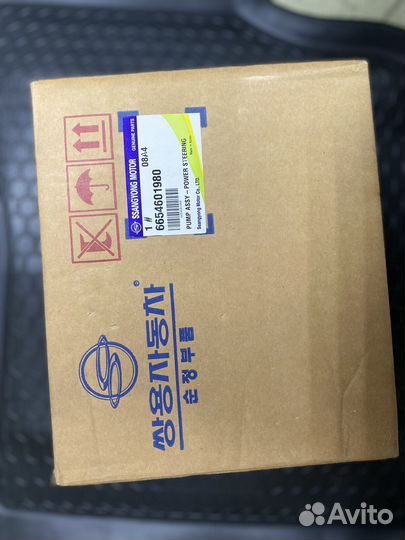 SSANGYONG MOTOR GENUINE PARTS
1 # 08A4
6654601980
PUMP ASSY-POWER STEERING
Ssangyong Motor Co., LTD.
쌍용자동차®
순정부품
Avito